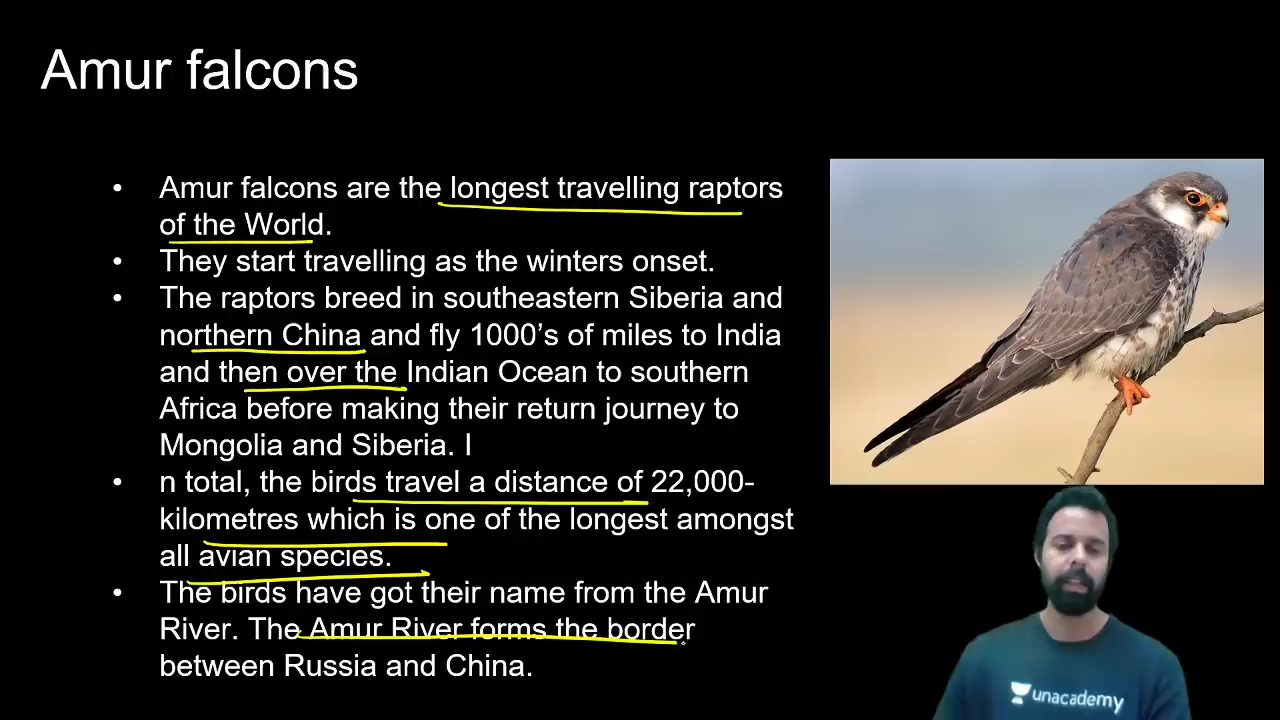 Amur falcons
• Amur falcons are the longest travelling raptors
of the World.
• They start travelling as the winters onset.
• The raptors breed in southeastern Siberia and
northern China and fly 1000’s of miles to India
and then over the Indian Ocean to southern
Africa before making their return journey to
Mongolia and Siberia. I
• n total, the birds travel a distance of 22,000-
kilometres which is one of the longest amongst
all avian species.
• The birds have got their name from the Amur
River. The Amur River forms the border
between Russia and China.
unacademy